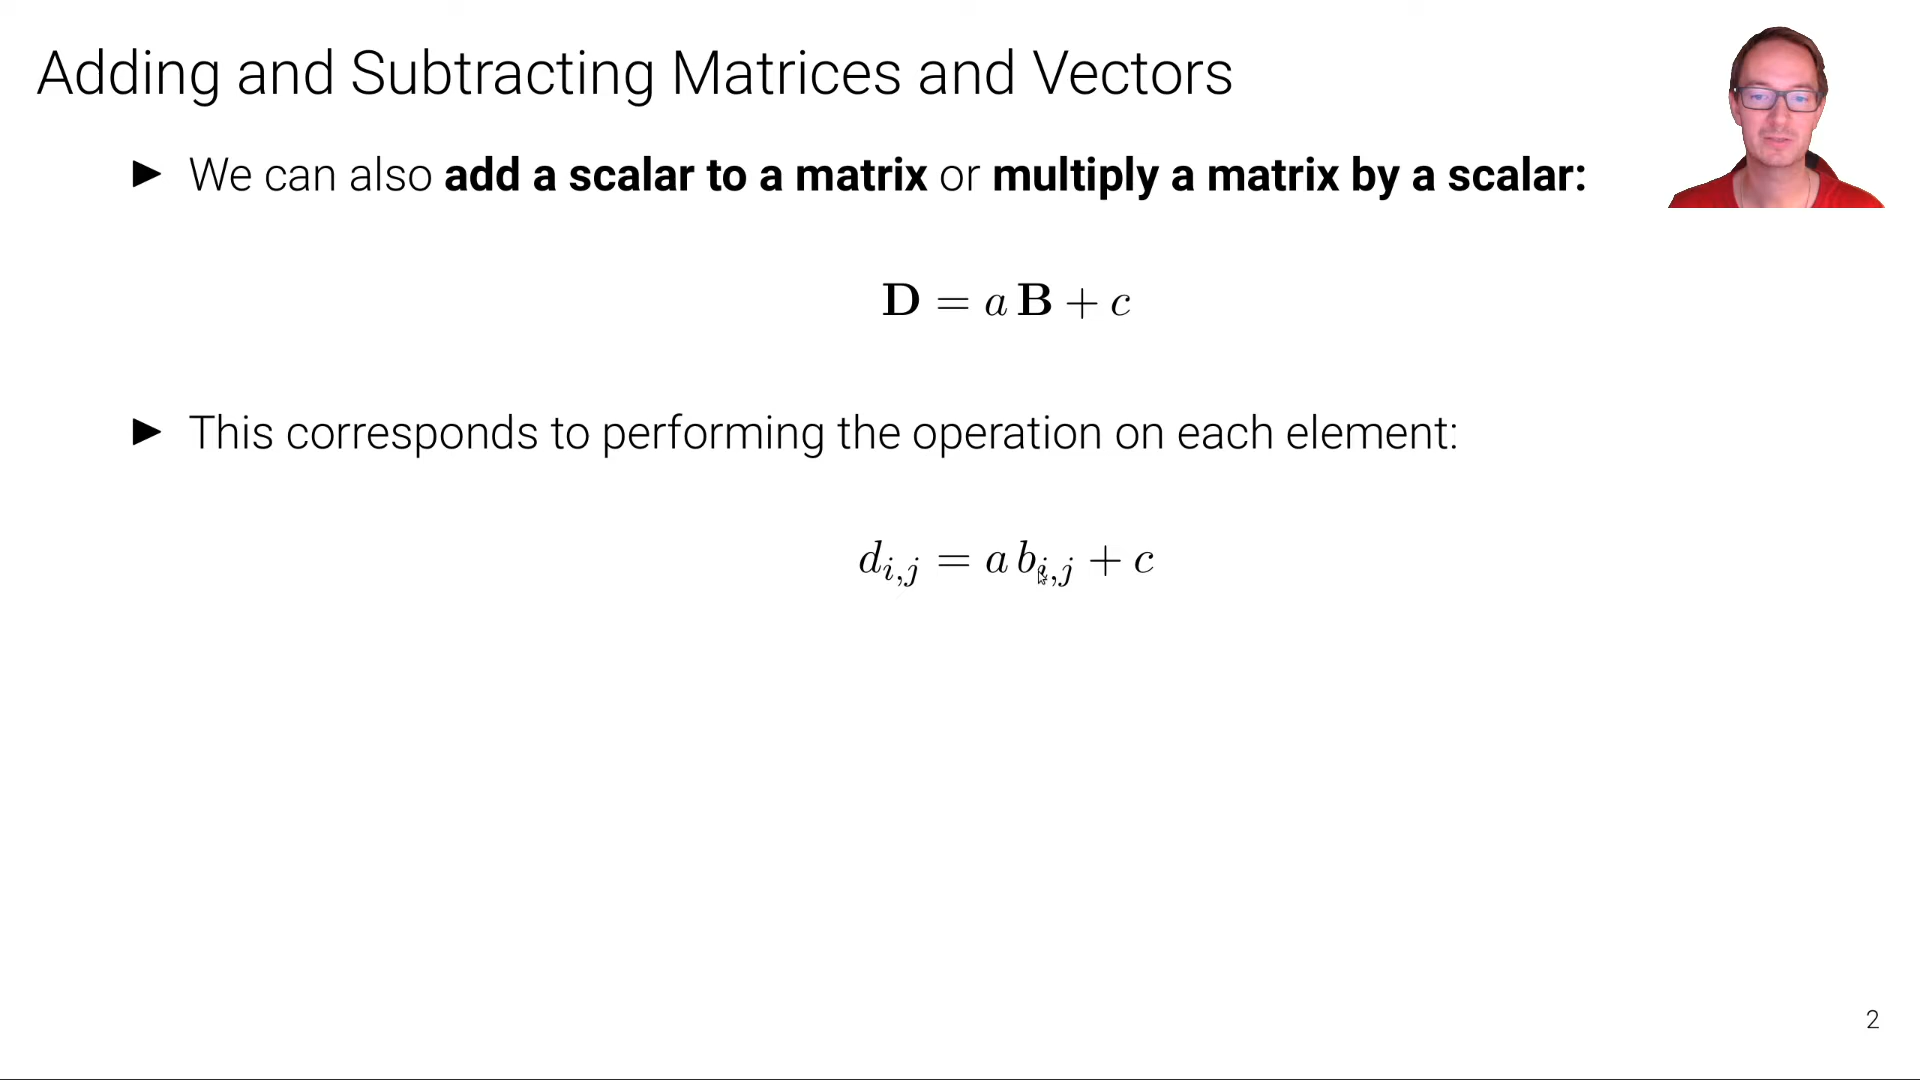 Adding and Subtracting Matrices and Vectors
▶ We can also add a scalar to a matrix or multiply a matrix by a scalar:
D = a B + c
▶ This corresponds to performing the operation on each element:
d_{i,j} = a b_{i,j} + c
2